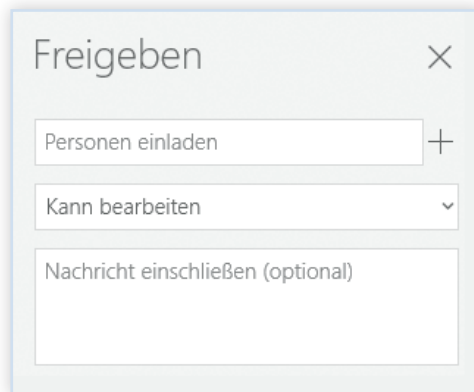 Freigeben
Personen einladen
Kann bearbeiten
Nachricht einschließen (optional)